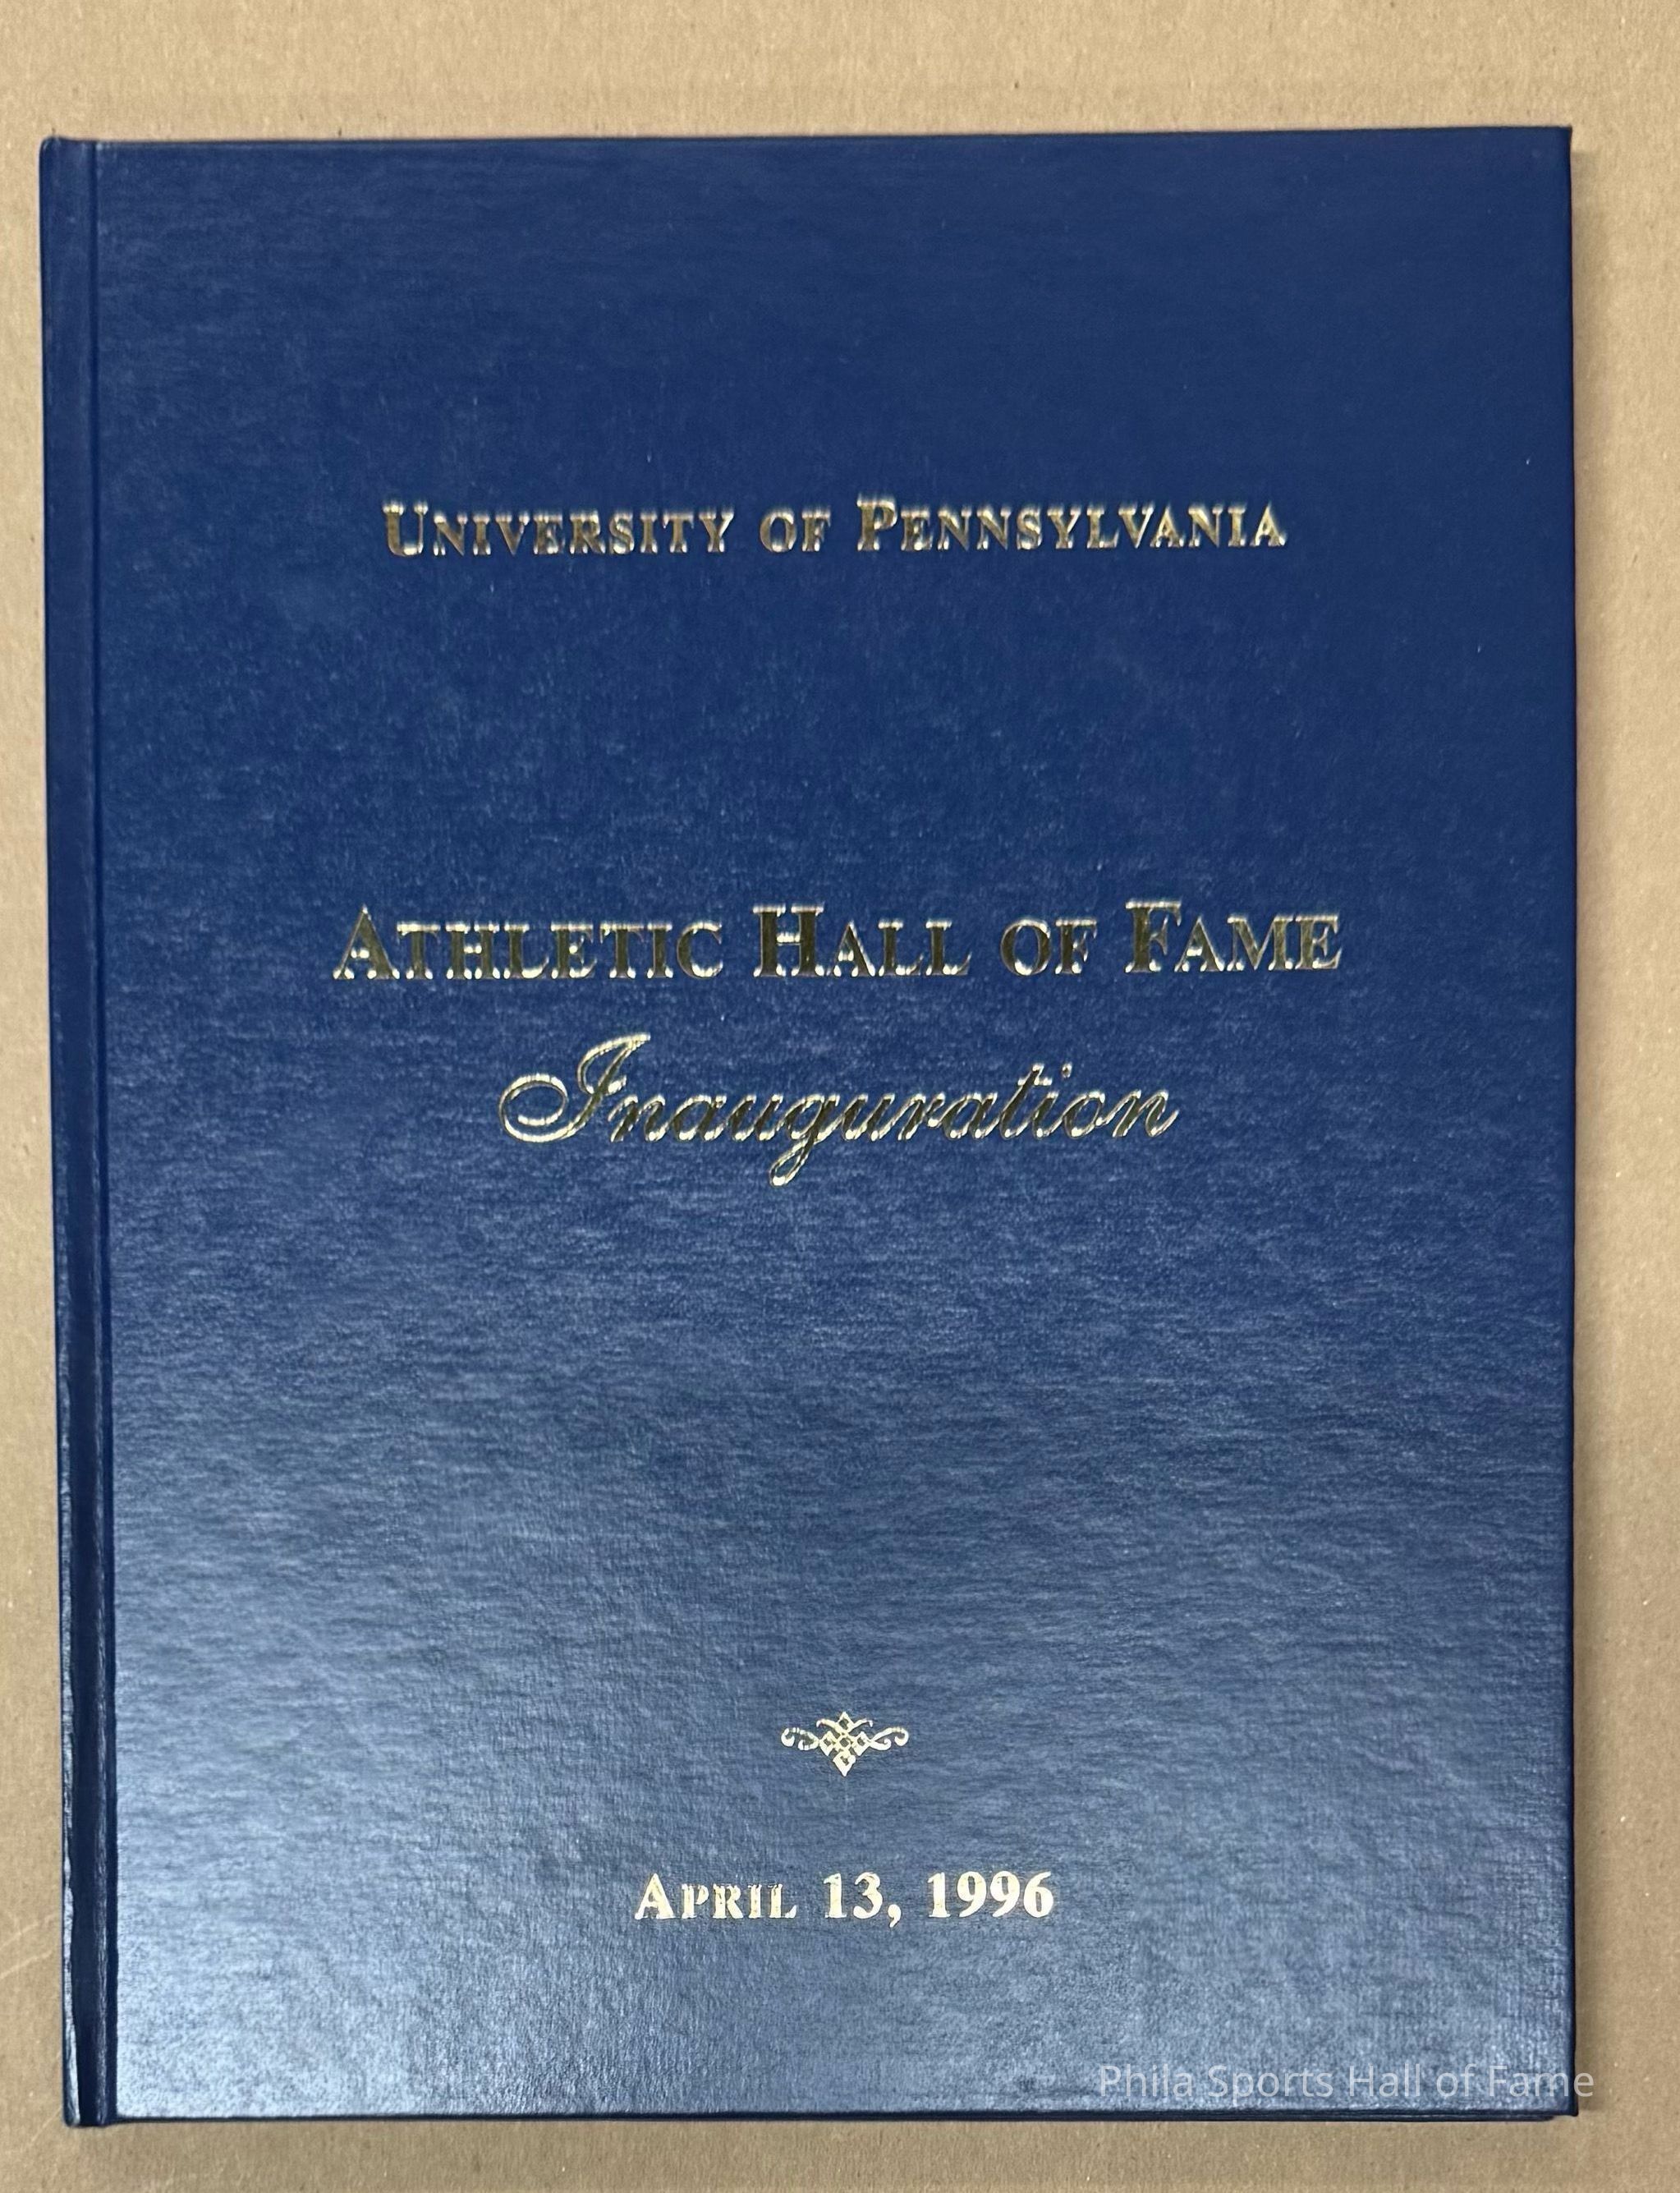 UNIVERSITY OF PENNSYLVANIA
ATHLETIC HALL OF FAME
Inauguration
APRIL 13, 1996
Phila Sports Hall of Fame